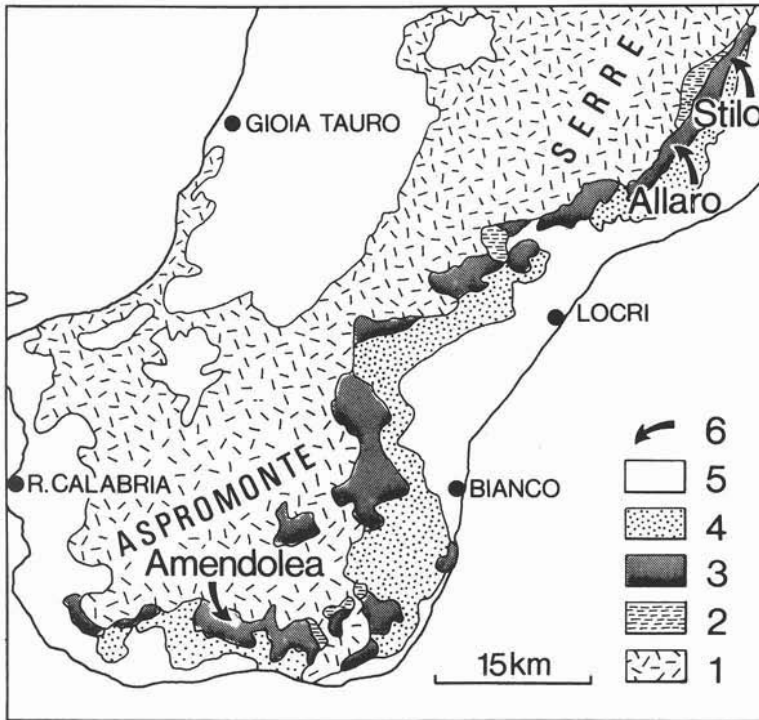 SERRE
Stilo
GIOIA TAURO
Allaro
LOCRI
6
R. CALABRIA
ASPROMONTE
BIANCO
5
4
Amendolea
3
2
15km
1